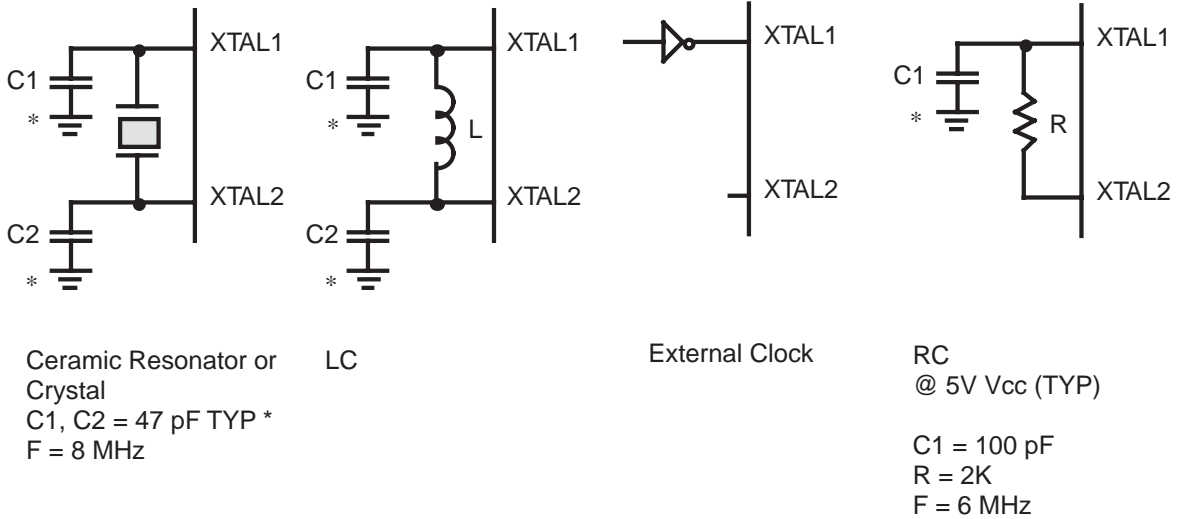 XTAL1
C1
*
XTAL2
C2
*
XTAL1
C1
*
L
XTAL2
C2
*
XTAL1
XTAL2
XTAL1
C1
*
R
XTAL2
Ceramic Resonator or
Crystal
C1, C2 = 47 pF TYP *
F = 8 MHz
LC
External Clock
RC
@ 5V Vcc (TYP)
C1 = 100 pF
R = 2K
F = 6 MHz